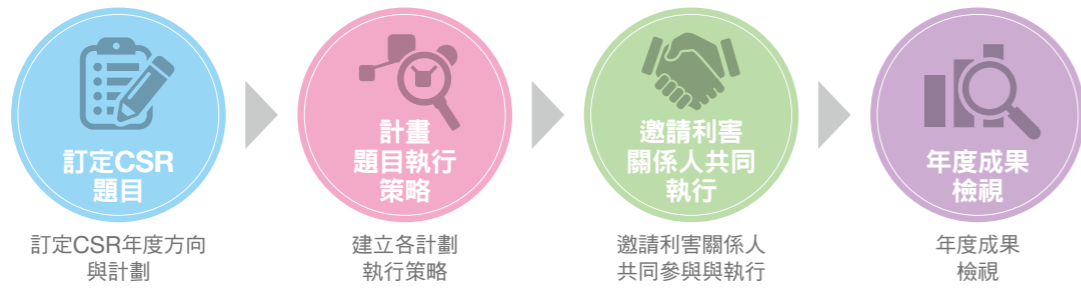 訂定CSR
題目
訂定CSR年度方向
與計劃
計畫
題目執行
策略
建立各計劃
執行策略
邀請利害
關係人共同
執行
邀請利害關係人
共同參與與執行
年度成果
檢視
年度成果
檢視